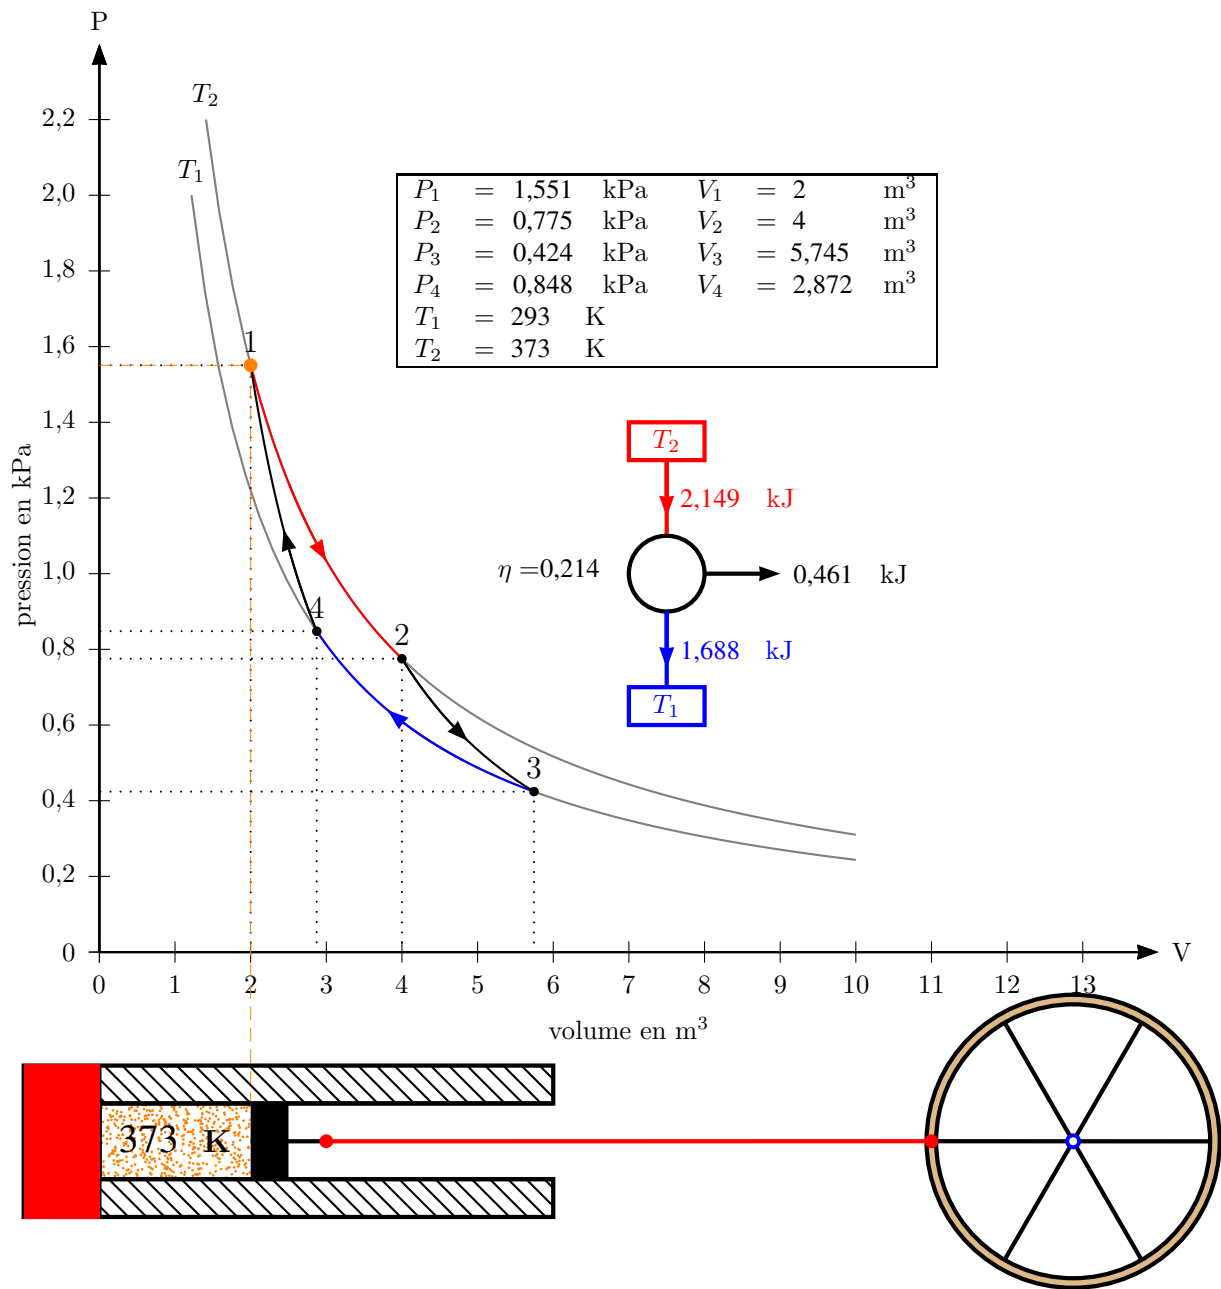 P
T2
2,2
T1
2,0
P1 = 1,551 kPa V1 = 2 m³
P2 = 0,775 kPa V2 = 4 m³
P3 = 0,424 kPa V3 = 5,745 m³
P4 = 0,848 kPa V4 = 2,872 m³
T1 = 293 K
T2 = 373 K
1,8
1,6
1
1,4
T2
pression en kPa
1,2
2,149 kJ
1,0
η =0,214
0,461 kJ
4
0,8
2
1,688 kJ
0,6
T1
3
0,4
0,2
0
V
0 1 2 3 4 5 6 7 8 9 10 11 12 13
volume en m³
373 K